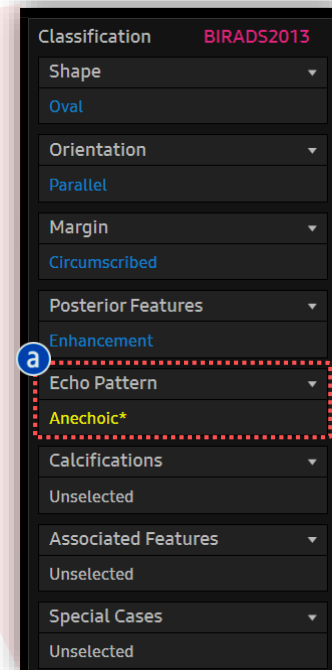 Classification BIRADS2013
Shape
Oval
Orientation
Parallel
Margin
Circumscribed
Posterior Features
Enhancement
a
Echo Pattern
Anechoic*
Calcifications
Unselected
Associated Features
Unselected
Special Cases
Unselected